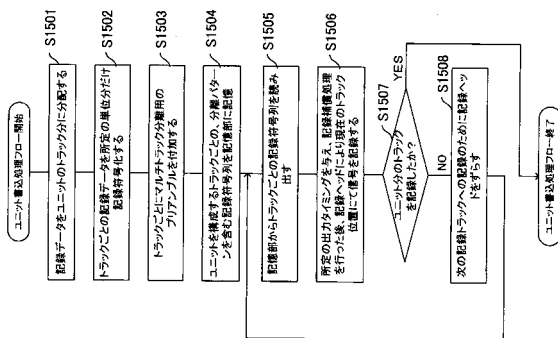 ユニット書込処理フロー開始
S1501
記録データをユニットのトラック分に分配する
S1502
トラックごとの記録データを所定の単位分だけ
記録符号化する
S1503
トラックごとにマルチトラック分離用の
プリアンブルを付加する
S1504
ユニットを構成するトラックごとの、分離パター
ンを含む記録符号列を記憶部に記憶
S1505
記憶部からトラックごとの記録符号列を読み
出す
S1506
所定の出力タイミングを与え、記録補償処理
を行った後、記録ヘッドにより現在のトラック
位置にて信号を記録する
S1507
ユニット分のトラック
を記録したか?
YES
NO
S1508
次の記録トラックへの記録のために記録ヘッ
ドをずらす
ユニット書込処理フロー終了